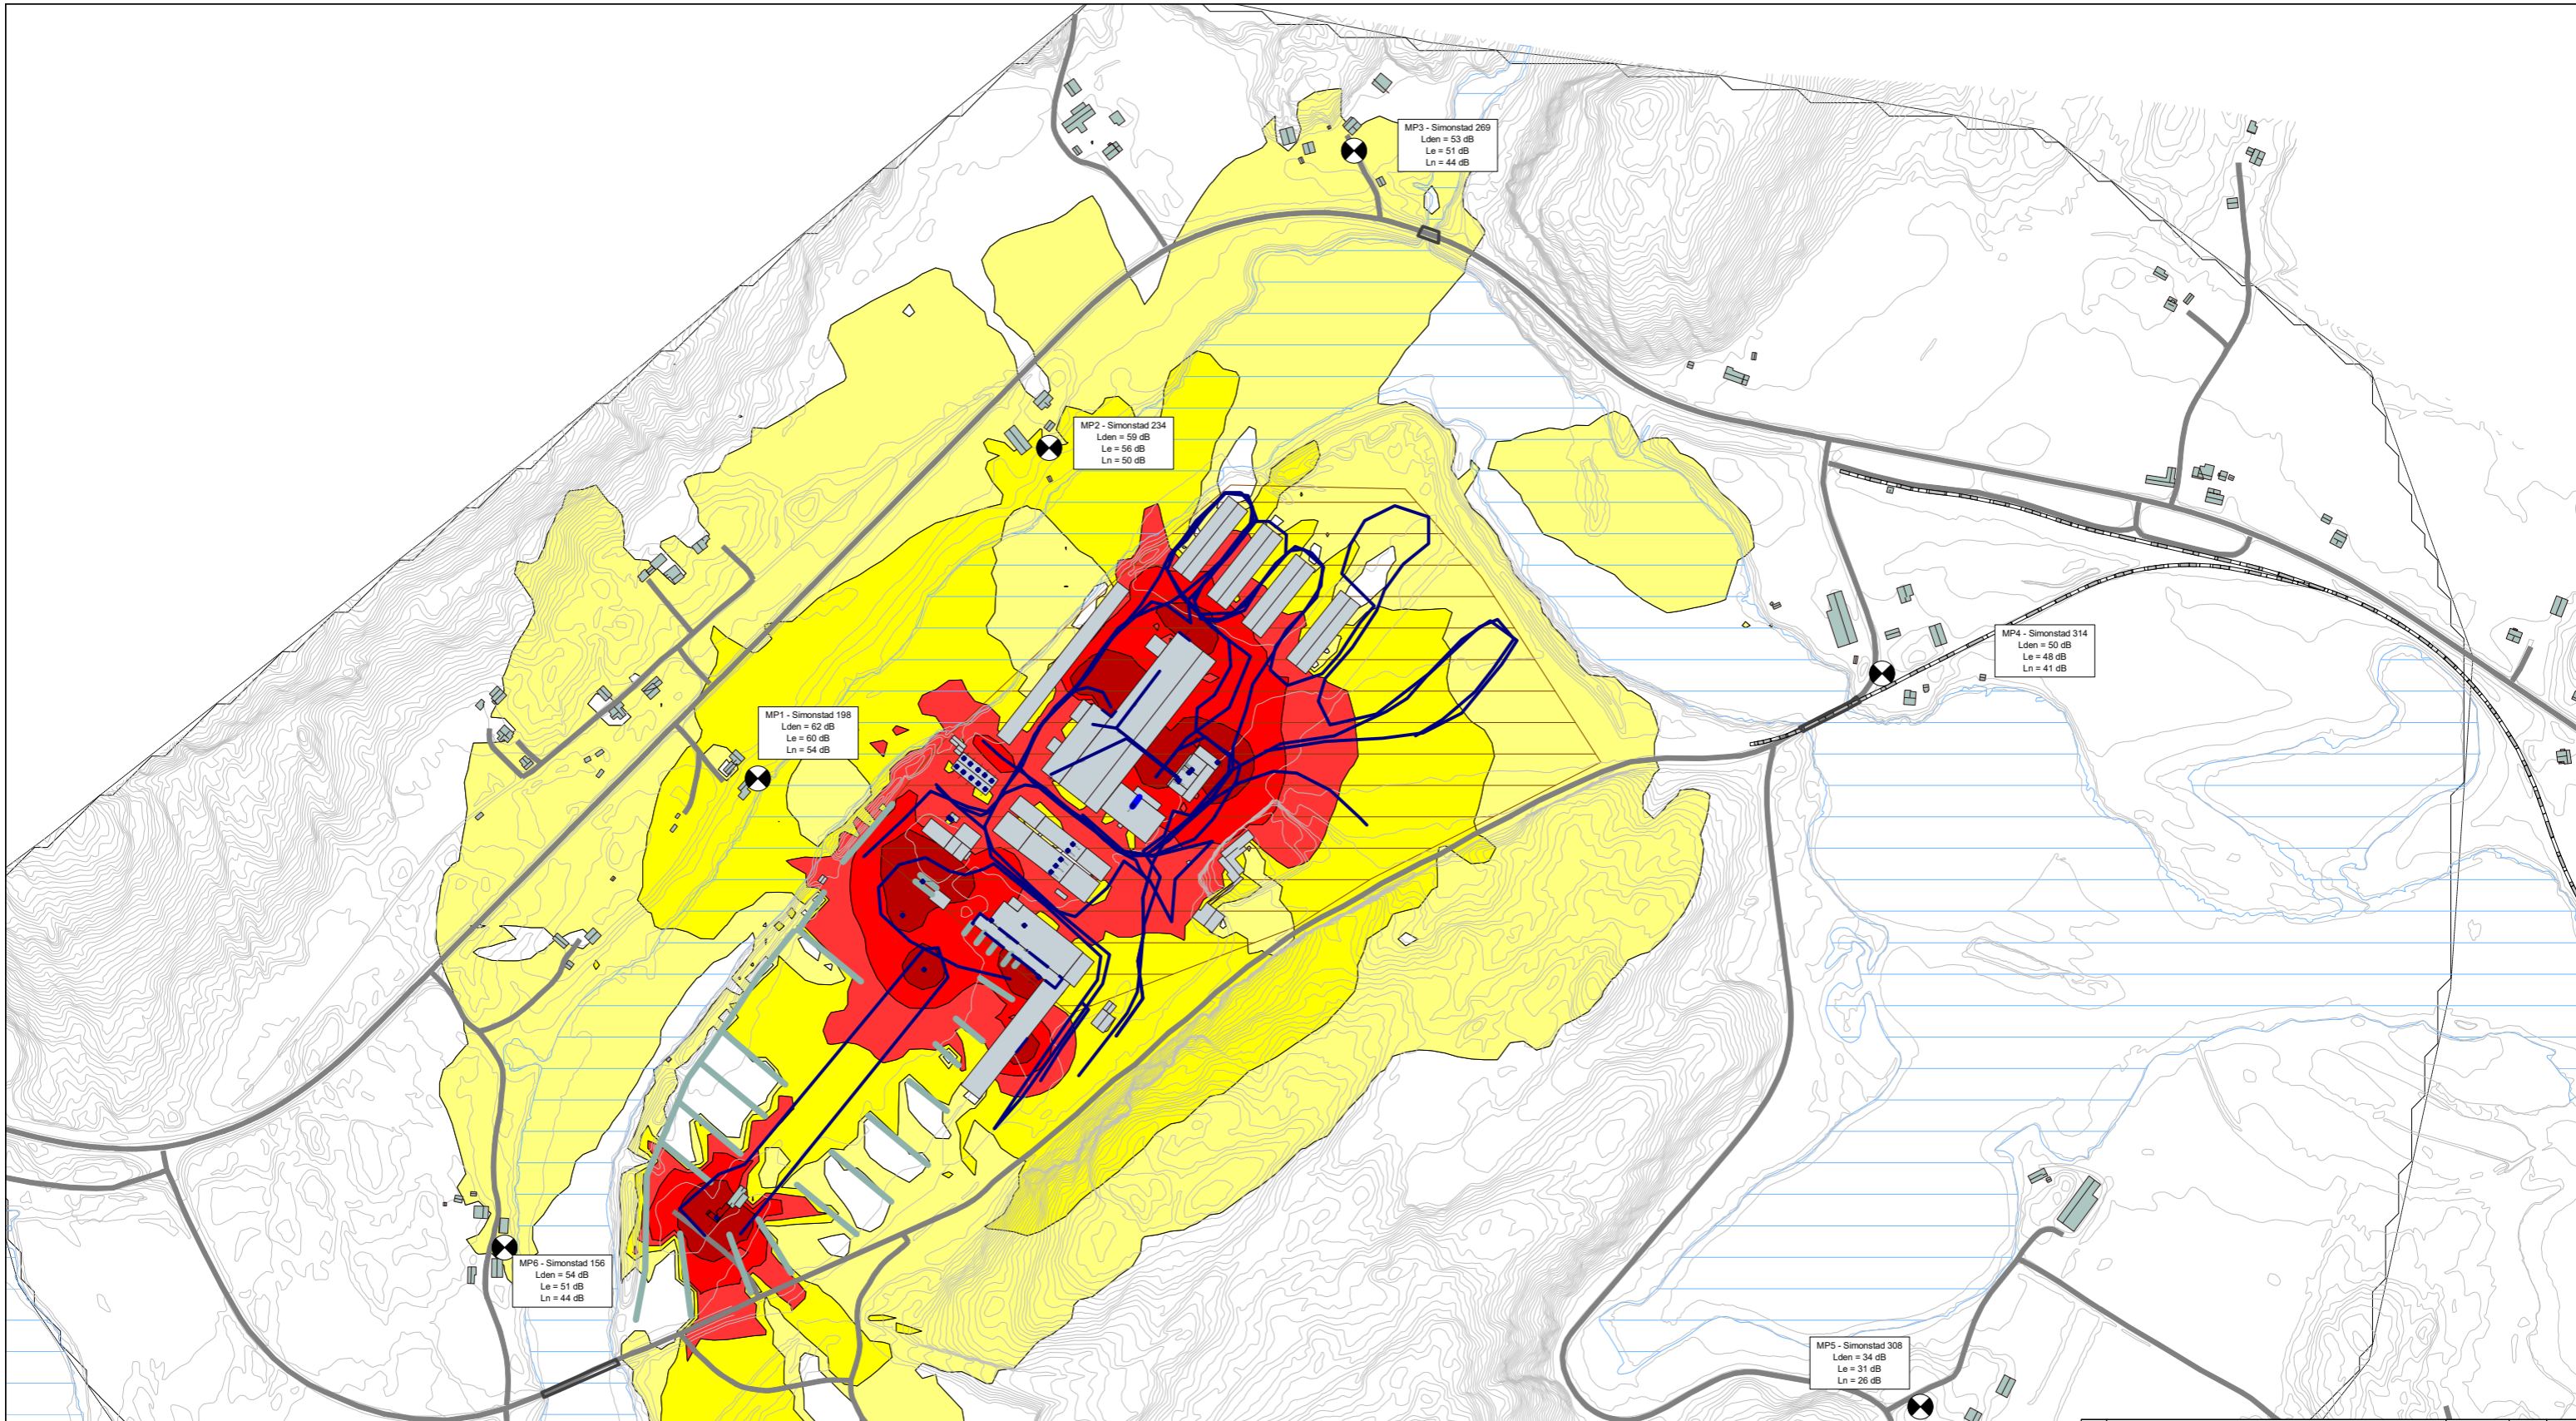 MP3 - Simonstad 269
Lden = 53 dB
Le = 51 dB
Ln = 44 dB
MP2 - Simonstad 234
Lden = 59 dB
Le = 56 dB
Ln = 50 dB
MP4 - Simonstad 314
Lden = 50 dB
Le = 48 dB
Ln = 41 dB
MP1 - Simonstad 198
Lden = 62 dB
Le = 60 dB
Ln = 54 dB
MP6 - Simonstad 156
Lden = 54 dB
Le = 51 dB
Ln = 44 dB
MP5 - Simonstad 308
Lden = 34 dB
Le = 31 dB
Ln = 26 dB